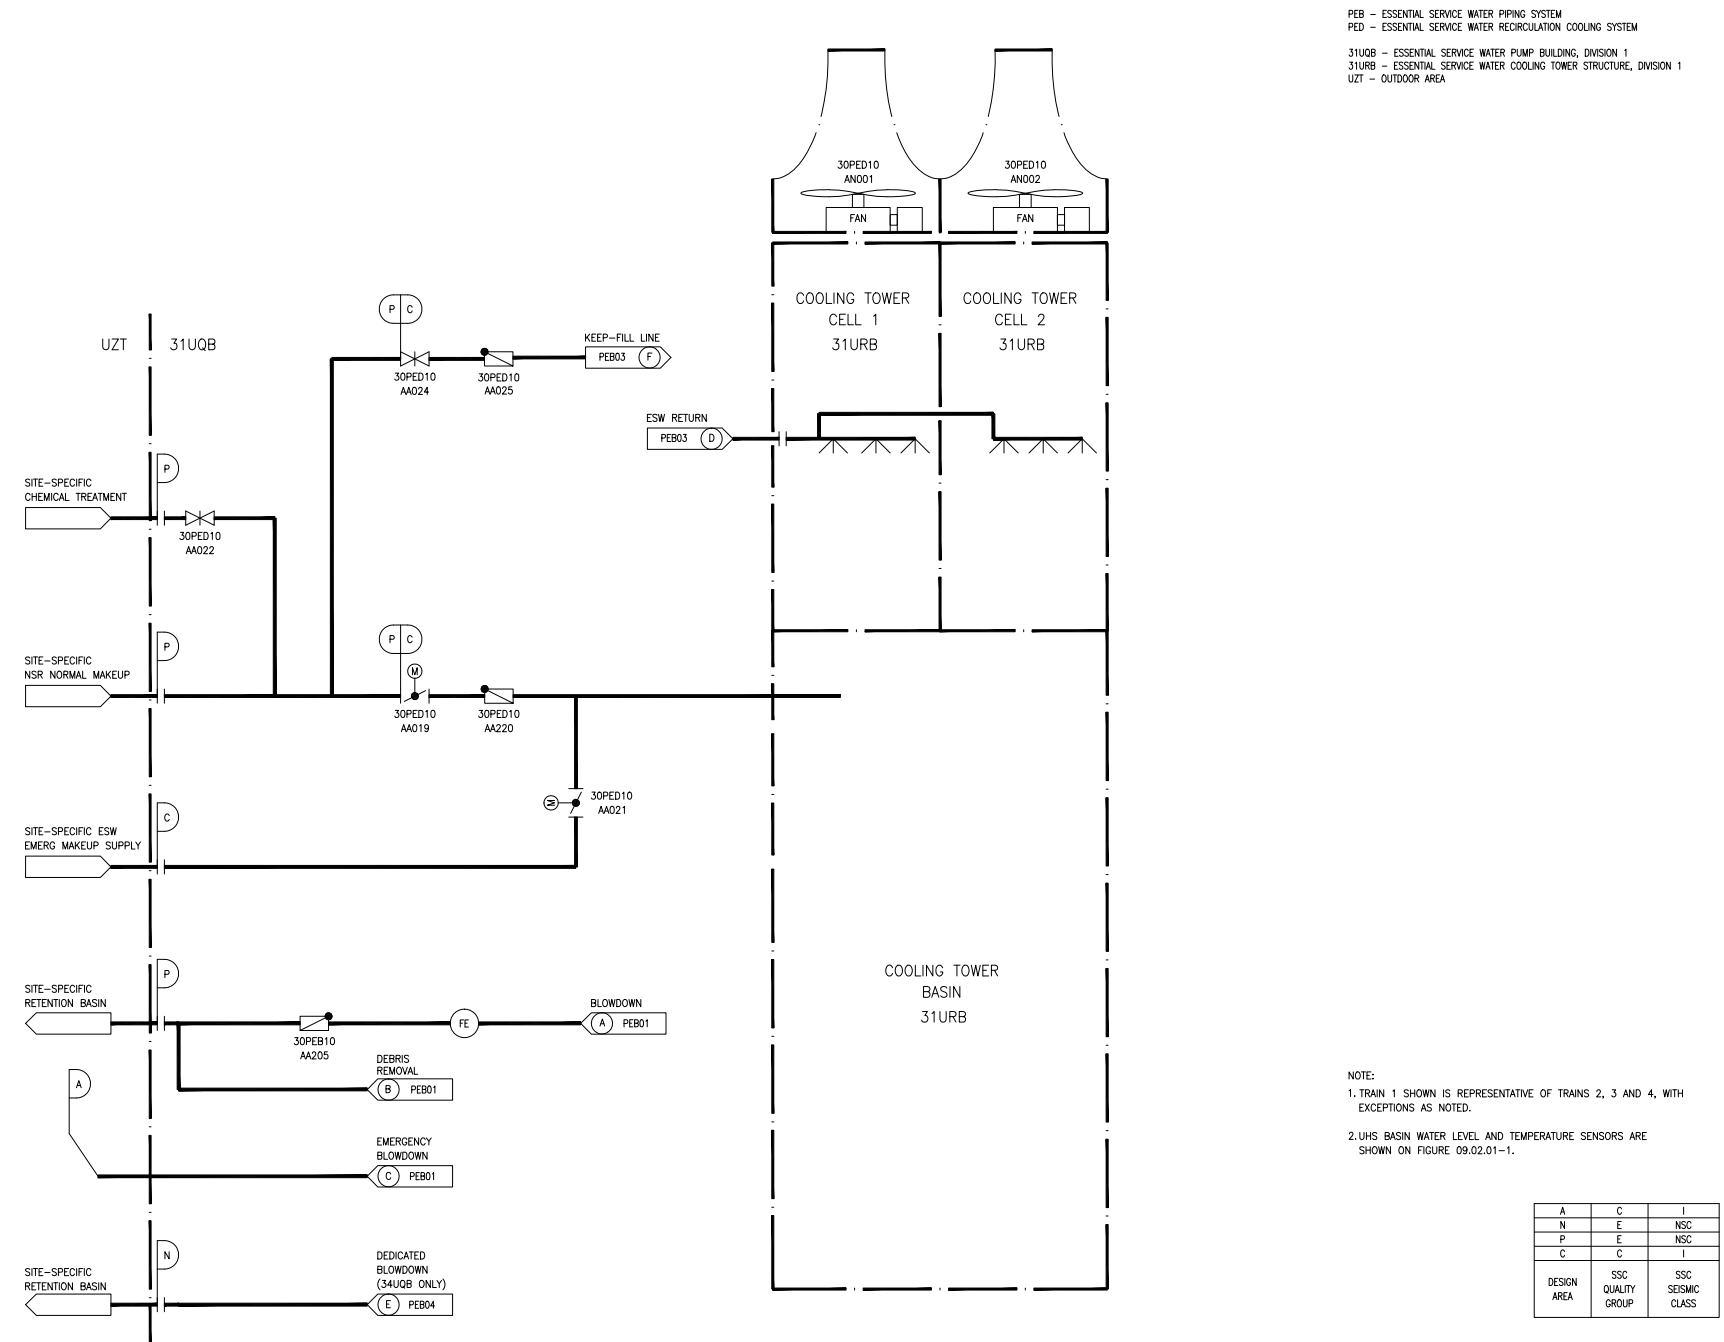 PEB – ESSENTIAL SERVICE WATER PIPING SYSTEM
PED – ESSENTIAL SERVICE WATER RECIRCULATION COOLING SYSTEM
31UQB – ESSENTIAL SERVICE WATER PUMP BUILDING, DIVISION 1
31URB – ESSENTIAL SERVICE WATER COOLING TOWER STRUCTURE, DIVISION 1
UZT – OUTDOOR AREA
30PED10
AN001
FAN
30PED10
AN002
FAN
COOLING TOWER
CELL 1
31URB
COOLING TOWER
CELL 2
31URB
UZT
31UQB
P C
30PED10
AA024
30PED10
AA025
KEEP–FILL LINE
PEB03 F
ESW RETURN
PEB03 D
P
SITE–SPECIFIC
CHEMICAL TREATMENT
30PED10
AA022
P
SITE–SPECIFIC
NSR NORMAL MAKEUP
P C
M
30PED10
AA019
30PED10
AA220
M
30PED10
AA021
C
SITE–SPECIFIC ESW
EMERG MAKEUP SUPPLY
P
SITE–SPECIFIC
RETENTION BASIN
30PEB10
AA205
FE
BLOWDOWN
A PEB01
DEBRIS
REMOVAL
B PEB01
A
EMERGENCY
BLOWDOWN
C PEB01
N
SITE–SPECIFIC
RETENTION BASIN
DEDICATED
BLOWDOWN
(34UQB ONLY)
E PEB04
COOLING TOWER
BASIN
31URB
NOTE:
1. TRAIN 1 SHOWN IS REPRESENTATIVE OF TRAINS 2, 3 AND 4, WITH
EXCEPTIONS AS NOTED.
2. UHS BASIN WATER LEVEL AND TEMPERATURE SENSORS ARE
SHOWN ON FIGURE 09.02.01–1.
A C I
N E NSC
P E NSC
C C I
DESIGN
AREA
SSC
QUALITY
GROUP
SSC
SEISMIC
CLASS